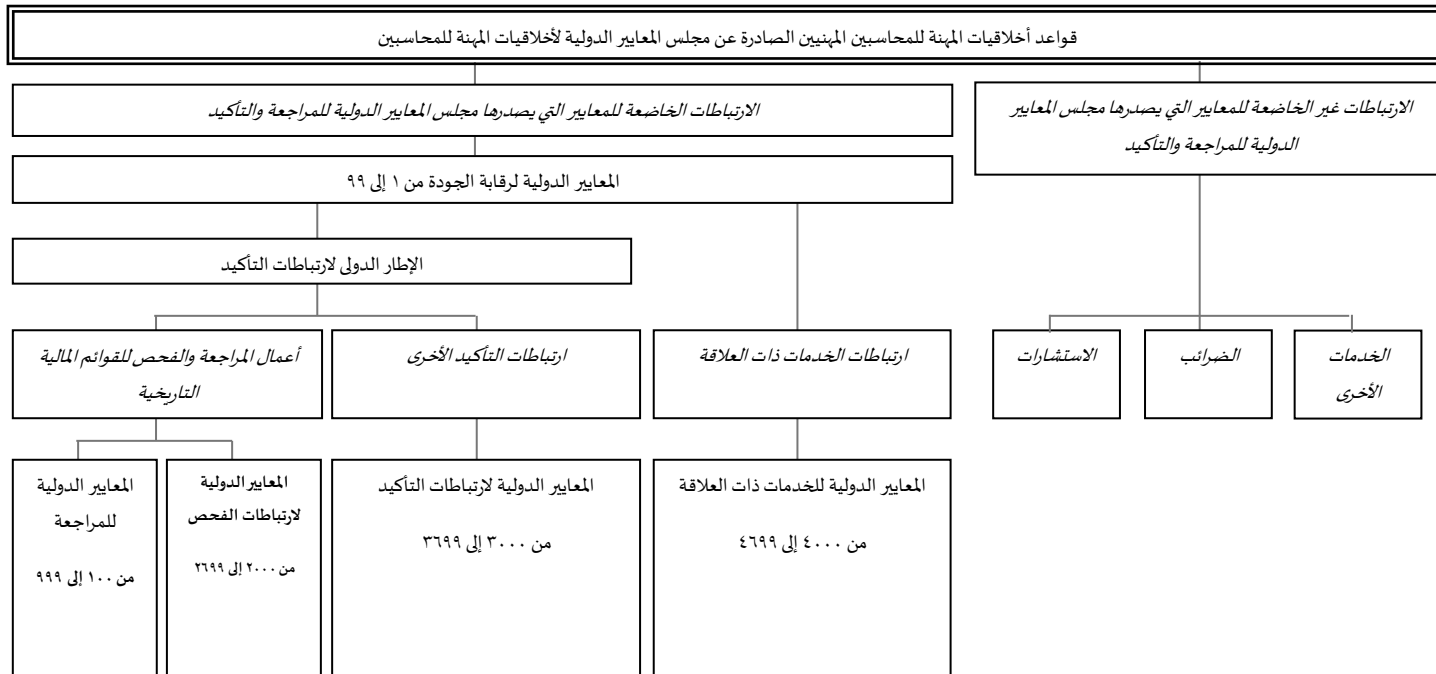 قواعد أخلاقيات المهنة للمحاسبين المهنيين الصادرة عن مجلس المعايير الدولية لأخلاقيات المهنة للمحاسبين
الارتباطات غير الخاضعة للمعايير التي يصدرها مجلس المعايير
الدولية للمراجعة والتأكيد
الارتباطات الخاضعة للمعايير التي يصدرها مجلس المعايير الدولية للمراجعة والتأكيد
المعايير الدولية لرقابة الجودة من ١ إلى ٩٩
الإطار الدولى لارتباطات التأكيد
الخدمات
الأخرى
الضرائب
الاستشارات
ارتباطات الخدمات ذات العلاقة
ارتباطات التأكيد الأخرى
أعمال المراجعة والفحص للقوائم المالية
التاريخية
المعايير الدولية للخدمات ذات العلاقة
من ٤٠٠٠ إلى ٤٦٩٩
المعايير الدولية لارتباطات التأكيد
من ٣٠٠٠ إلى ٣٦٩٩
المعايير الدولية
لارتباطات الفحص
من ٢٠٠٠ إلى ٢٦٩٩
المعايير الدولية
للمراجعة
من ١٠٠ إلى ٩٩٩